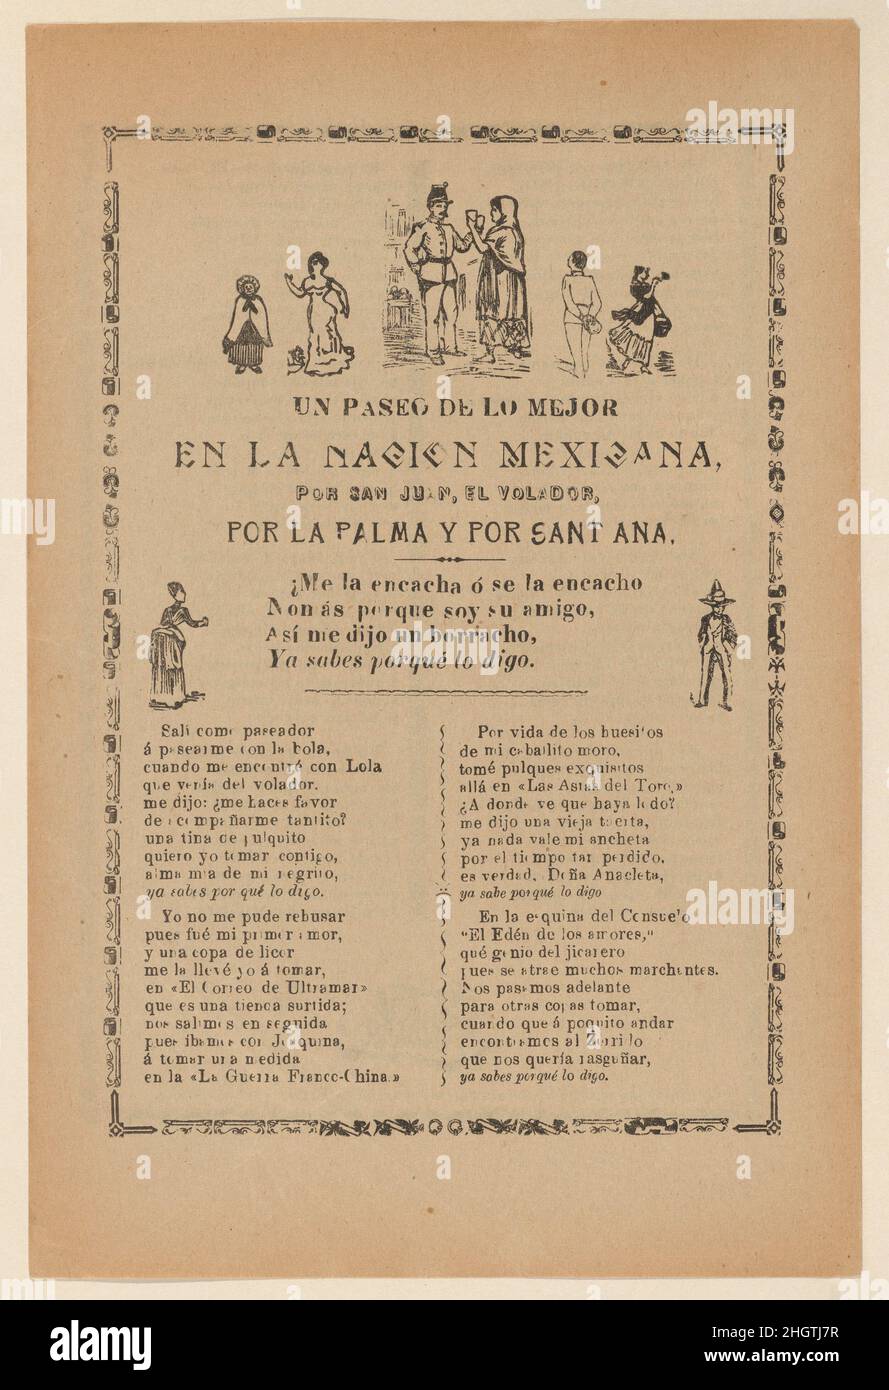 UN PASEO DE LO MEJOR
EN LA NACION MEXICANA,
POR SAN JUAN, EL VOLADOR,
POR LA PALMA Y POR SANT ANA.
¿Me la encacha ó se la encacho
Non ás porque soy su amigo,
Así me dijo un borracho,
Ya sabes porqué lo digo.
Salí como paseador
á pasearme con la bola,
cuando me encontré con Lola
que venía del volador.
me dijo: ¿me haces favor
de acompañarme tantito?
una tina de pulquito
quiero yo tomar contigo,
alma mía de mi negrito,
ya sabes por qué lo digo.
Yo no me pude rebusar
pues fué mi primer amor,
y una copa de licor
me la llevé yo á tomar,
en «El Correo de Ultramar»
que es una tienda surtida;
nos salimos en seguida
pues íbamos con Joaquina,
á tomar una medida
en la «La Guerra Franco-China.»
Por vida de los huesitos
de mi caballito moro,
tomé pulques exquisitos
allá en «Las Astas del Toro,»
¿A donde ve que haya lodo?
me dijo una vieja tuerta,
ya nada vale mi ancheta
por el tiempo tan perdido,
es verdad, Doña Anacleta,
ya sabe porqué lo digo
En la esquina del Consuelo
"El Edén de los amores,"
qué genio del jicarero
pues se atrae muchos marchantes.
Nos pasamos adelante
para otras copas tomar,
cuando que á poquito andar
encontramos al Zorrillo
que nos quería rasguñar,
ya sabes porqué lo digo.
alamy
Image ID: 2HGTJ7R
www.alamy.com